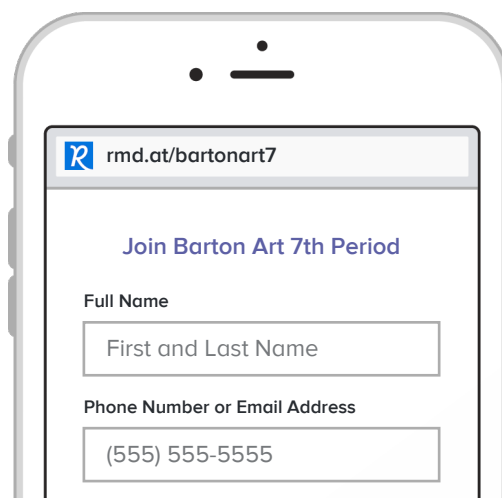 rmd.at/bartonart7
Join Barton Art 7th Period
Full Name
First and Last Name
Phone Number or Email Address
(555) 555-5555